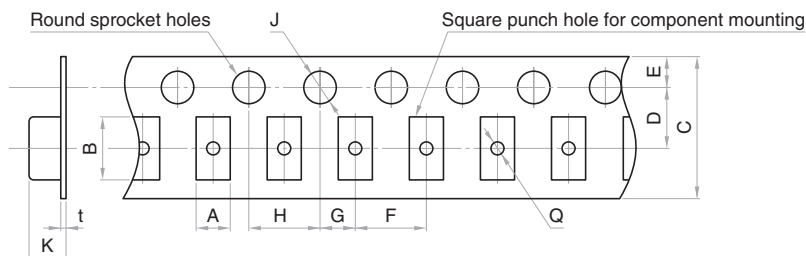 Round sprocket holes
J
Square punch hole for component mounting
E
D
C
B
t
A
H
G
F
Q
K